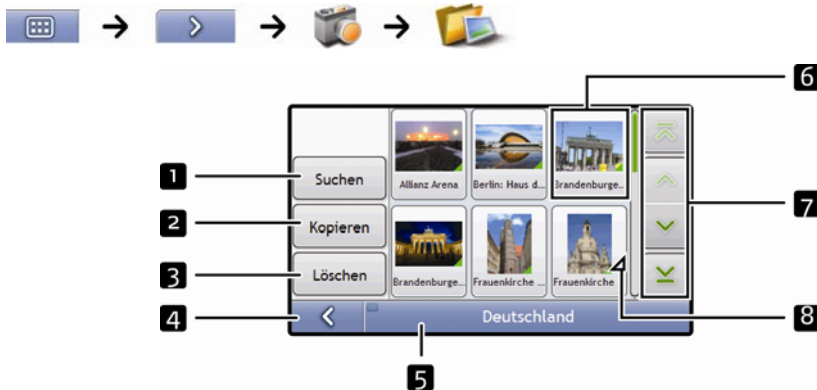 6
Allianz Arena
Berlin: Haus d...
Brandenburge...
1
Suchen
7
2
Kopieren
3
Löschen
Brandenburge...
Frauenkirche ...
Frauenkirche
4
Deutschland
8
5